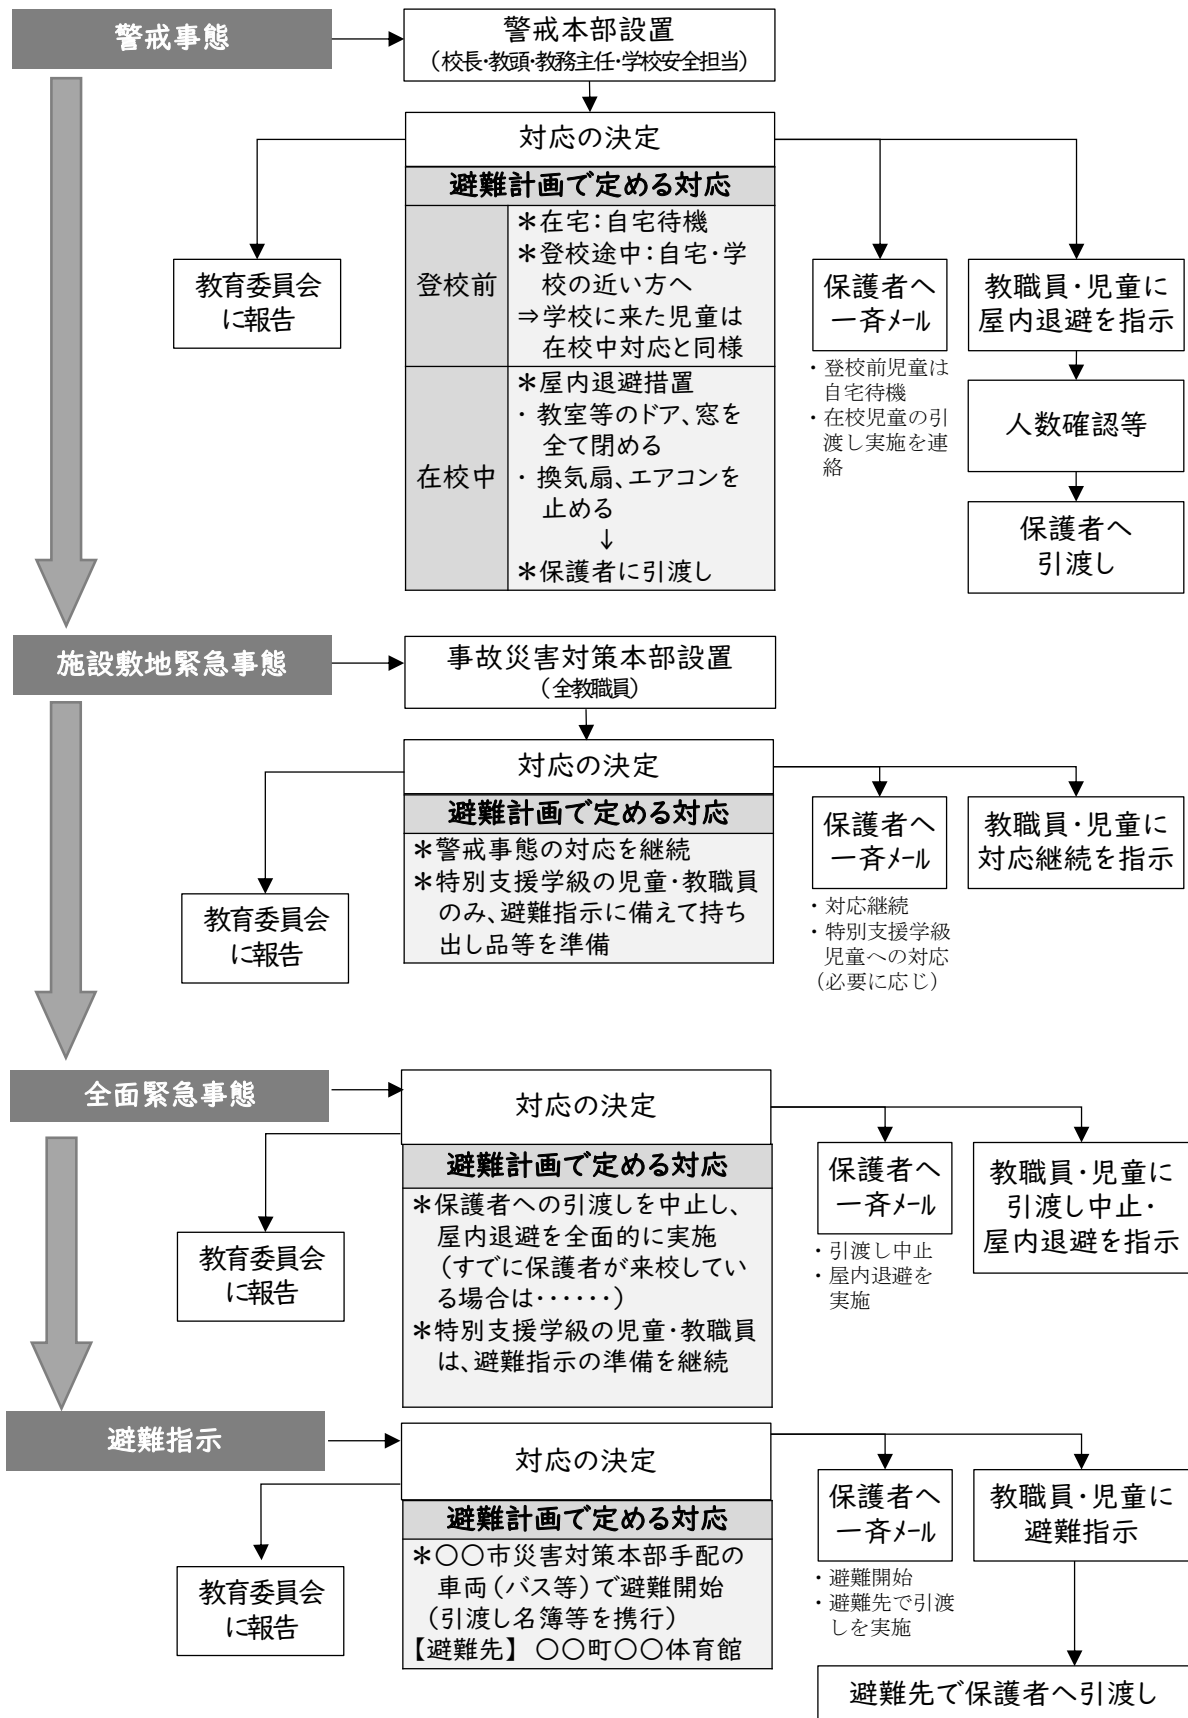 警戒事態
警戒本部設置
(校長・教頭・教務主任・学校安全担当)
対応の決定
避難計画で定める対応
登校前
＊在宅：自宅待機
＊登校途中：自宅・学
校の近い方へ
⇒学校に来た児童は
在校中対応と同様
在校中
＊屋内退避措置
・教室等のドア、窓を
全て閉める
・換気扇、エアコンを
止める
↓
＊保護者に引渡し
教育委員会
に報告
保護者へ
一斉メール
・登校前児童は
自宅待機
・在校児童の引
渡し実施を連
絡
教職員・児童に
屋内退避を指示
人数確認等
保護者へ
引渡し
施設敷地緊急事態
事故災害対策本部設置
(全教職員)
対応の決定
避難計画で定める対応
＊警戒事態の対応を継続
＊特別支援学級の児童・教職員
のみ、避難指示に備えて持ち
出し品等を準備
教育委員会
に報告
保護者へ
一斉メール
・対応継続
・特別支援学級
児童への対応
(必要に応じ)
教職員・児童に
対応継続を指示
全面緊急事態
対応の決定
避難計画で定める対応
＊保護者への引渡しを中止し、
屋内退避を全面的に実施
(すでに保護者が来校してい
る場合は・・・・・・)
＊特別支援学級の児童・教職員
は、避難指示の準備を継続
教育委員会
に報告
保護者へ
一斉メール
・引渡し中止
・屋内退避を
実施
教職員・児童に
引渡し中止・
屋内退避を指示
避難指示
対応の決定
避難計画で定める対応
＊○○市災害対策本部手配の
車両(バス等)で避難開始
(引渡し名簿等を携行)
【避難先】 ○○町○○体育館
教育委員会
に報告
保護者へ
一斉メール
・避難開始
・避難先で引渡
しを実施
教職員・児童に
避難指示
避難先で保護者へ引渡し